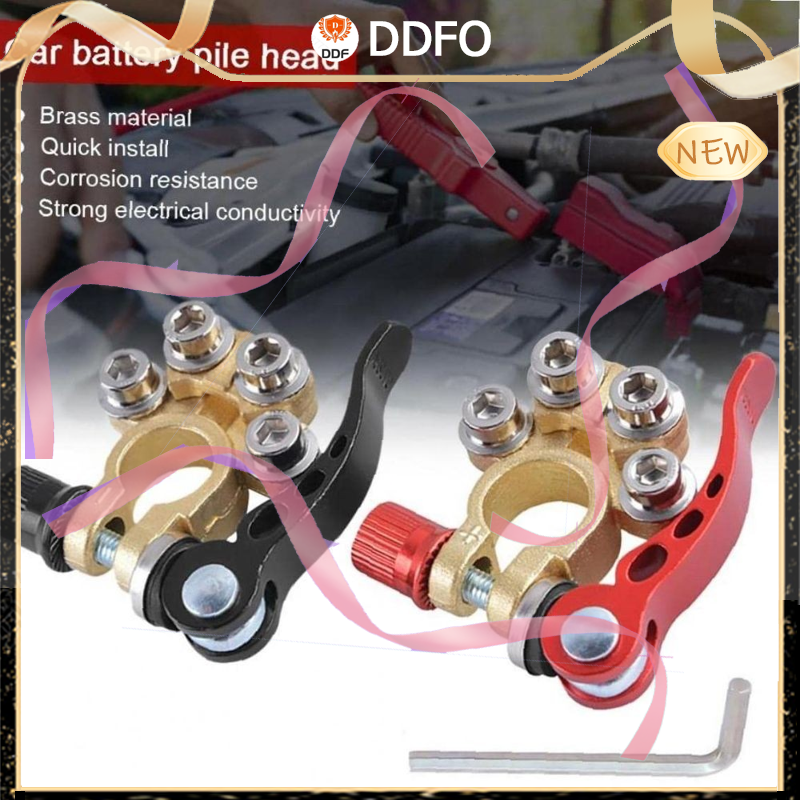 DDF
DDFO
Car battery pile head
Brass material
Quick install
Corrosion resistance
Strong electrical conductivity
NEW